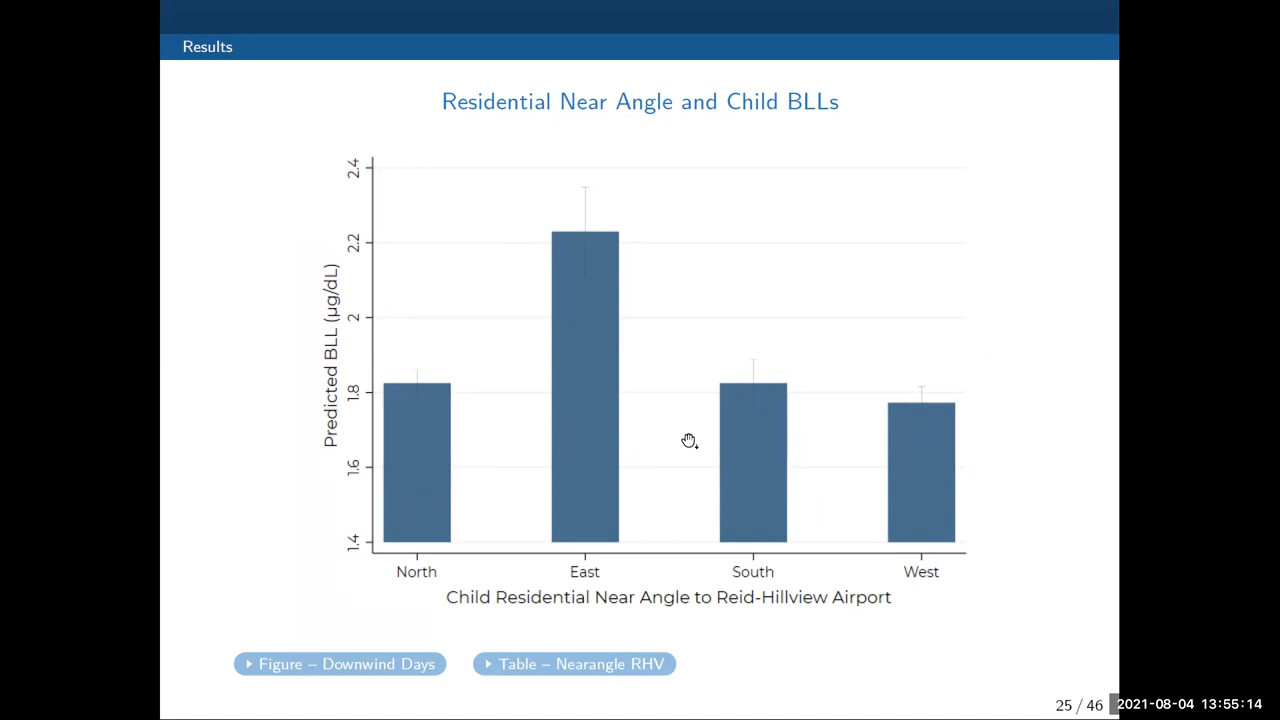 Results
Residential Near Angle and Child BLLs
Predicted BLL (µg/dL)
2.4
2.2
2
1.8
1.6
1.4
North East South West
Child Residential Near Angle to Reid-Hillview Airport
Figure – Downwind Days Table – Nearangle RHV
25 / 46
2021-08-04 13:55:14